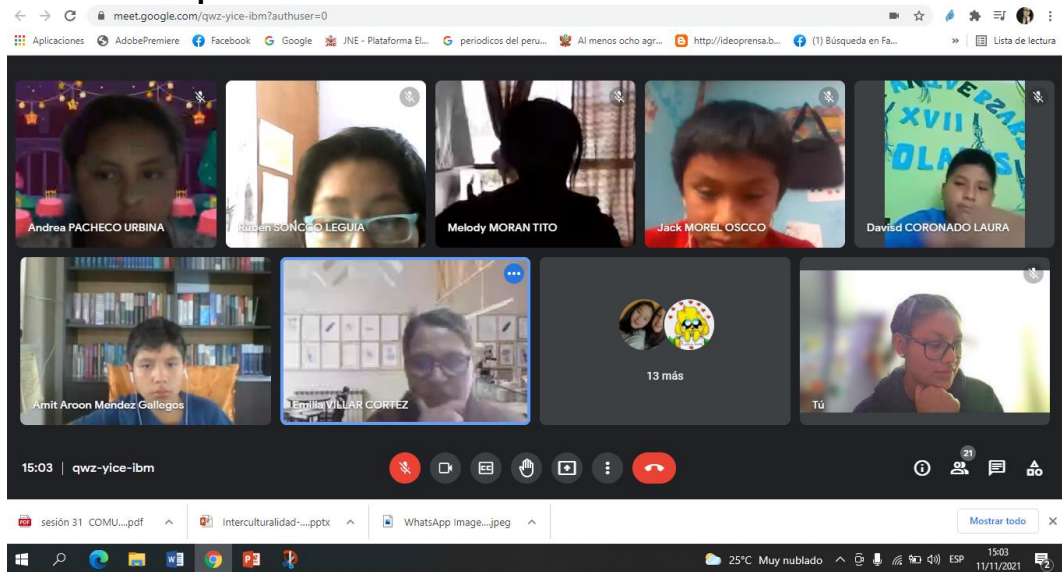 meet.google.com/qwz-yice-ibm?authuser=0
Aplicaciones AdobePremiere Facebook Google JNE - Plataforma El... periodicos del peru... Al menos ocho agr... http://ideoprensa.b... (1) Búsqueda en Fa... » Lista de lectura
XVII
Andrea PACHECO URBINA Ruben SONCCO LEGUIA Melody MORAN TITO Jack MOREL OSCCO Davisd CORONADO LAURA
13 más
Amit Aroon Mendez Gallegos Emilia VILLAR CORTEZ Tú
15:03 | qwz-yice-ibm CC 21
sesión 31 COMU....pdf Interculturalidad-....pptx WhatsApp Image....jpeg Mostrar todo
25°C Muy nublado ESP 15:03
11/11/2021 2